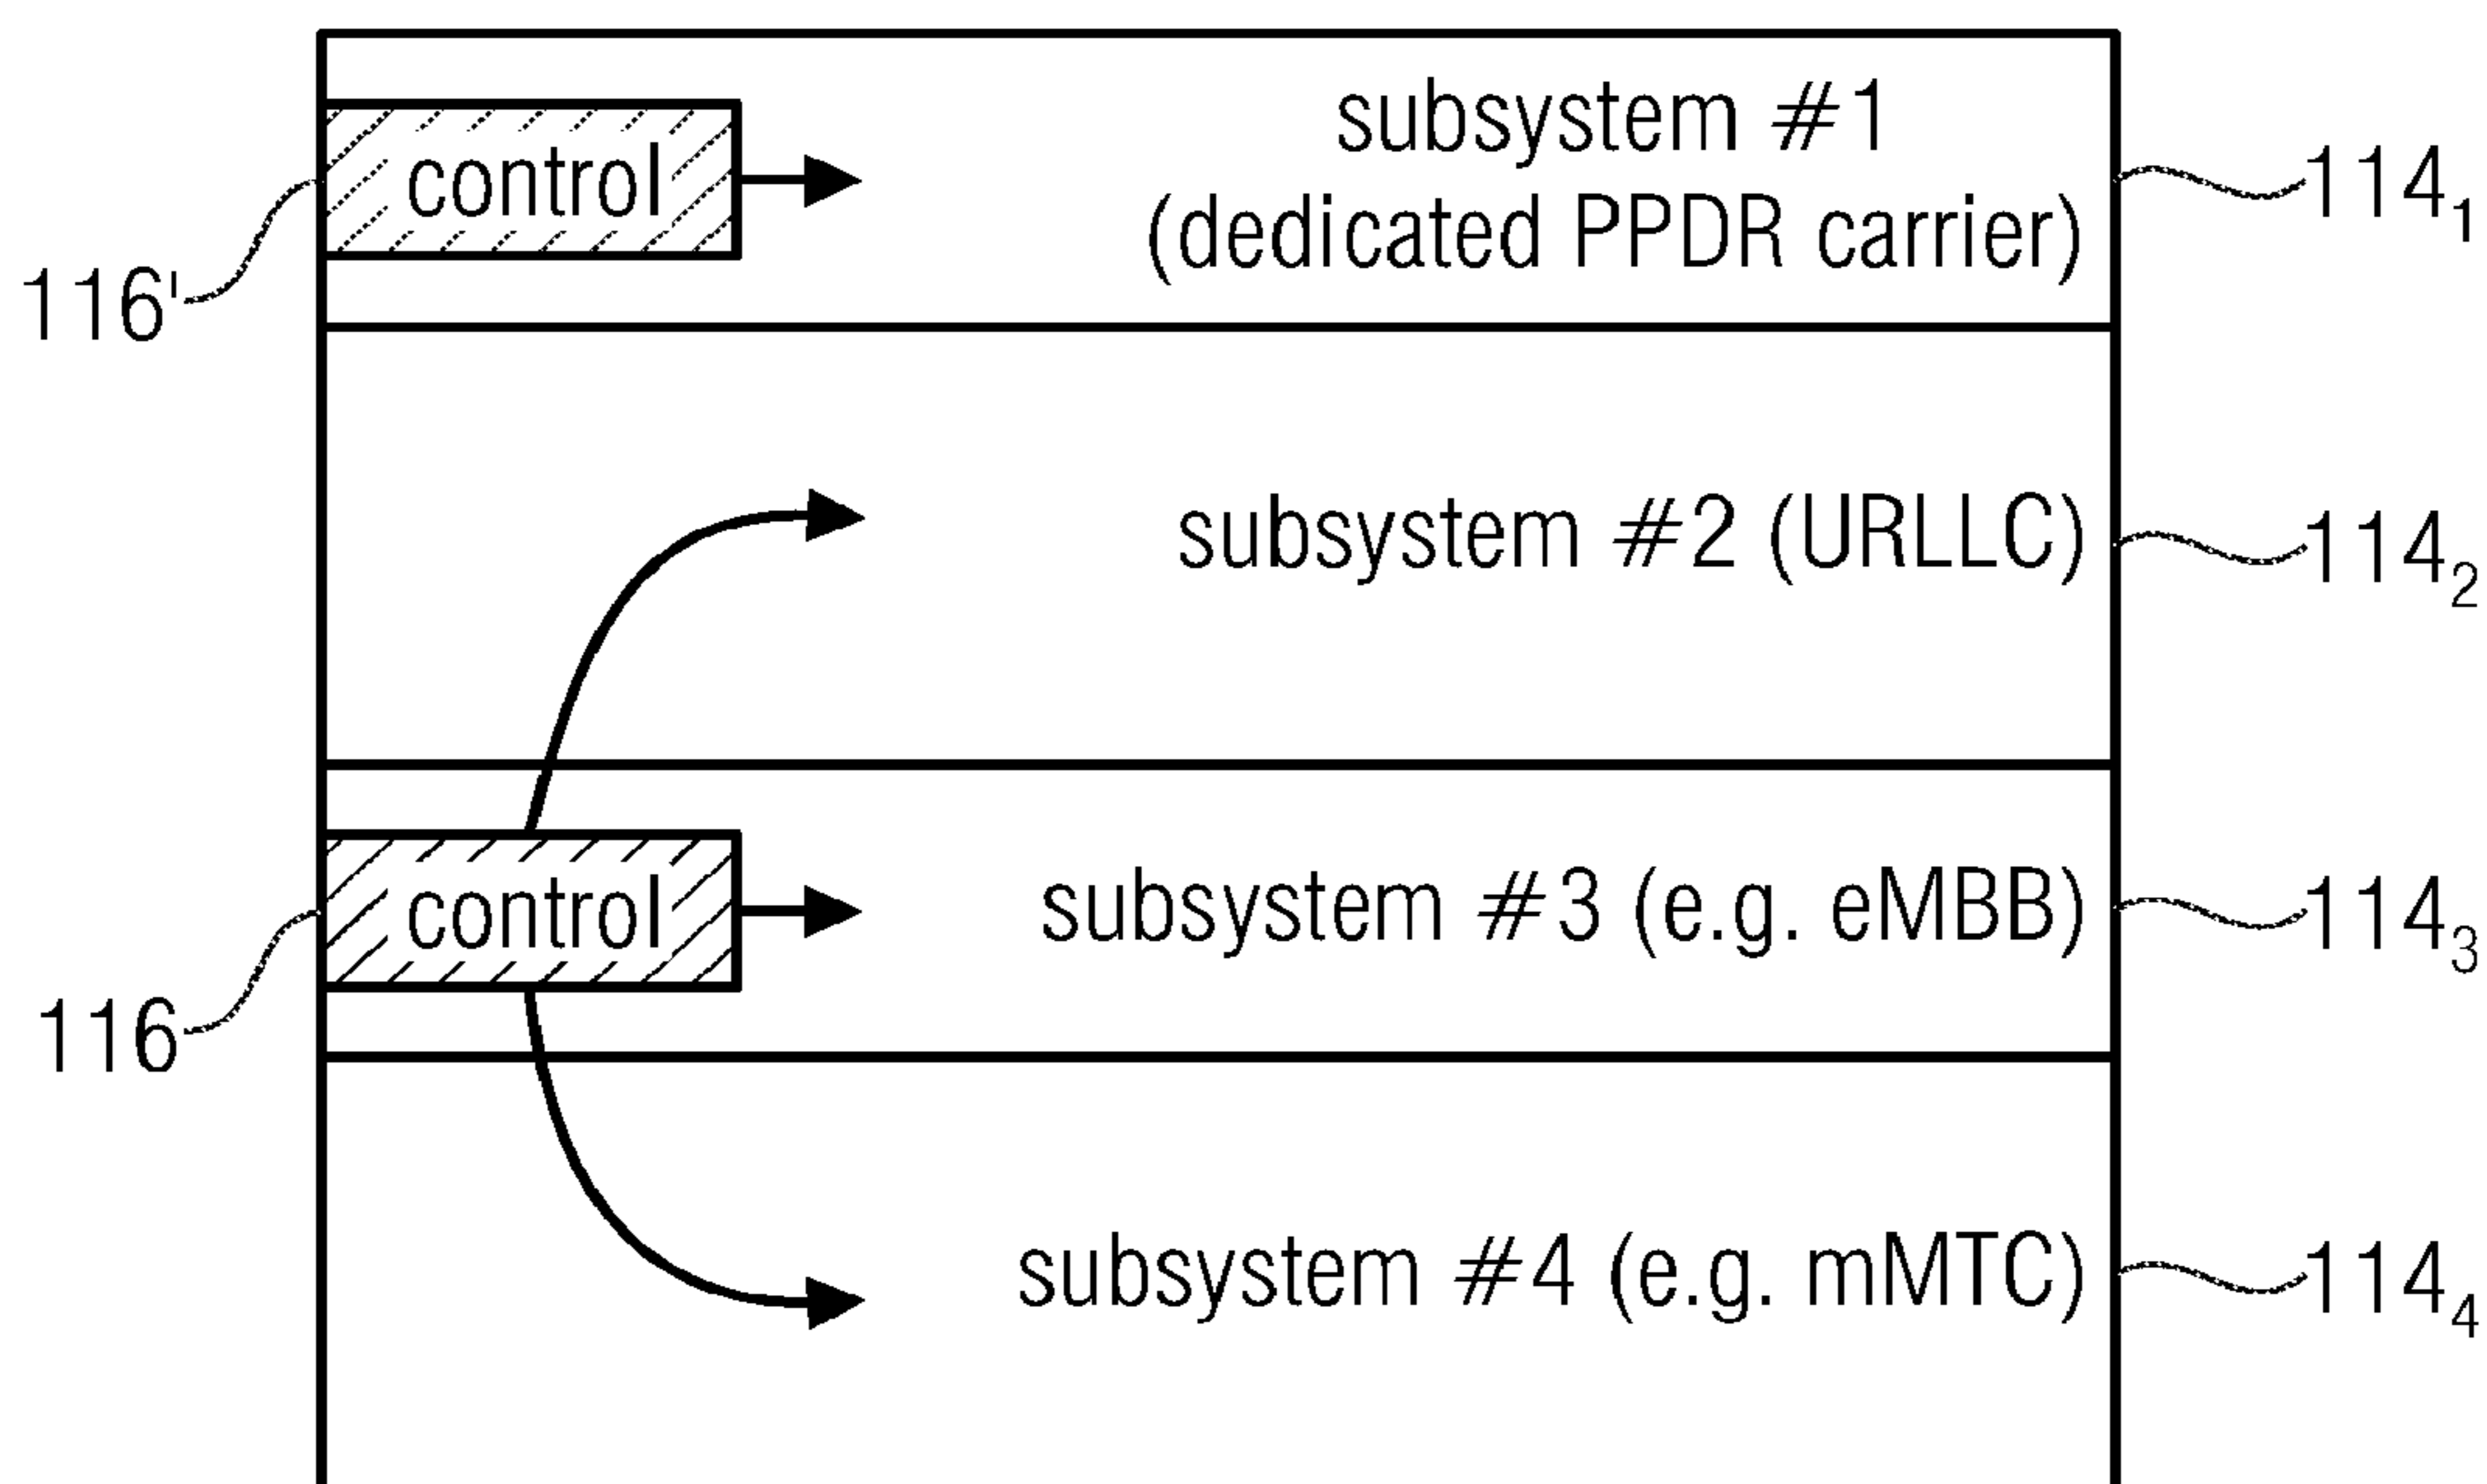 control
subsystem #1
(dedicated PPDR carrier)
114₁
116'
subsystem #2 (URLLC)
114₂
control
subsystem #3 (e.g. eMBB)
114₃
116
subsystem #4 (e.g. mMTC)
114₄